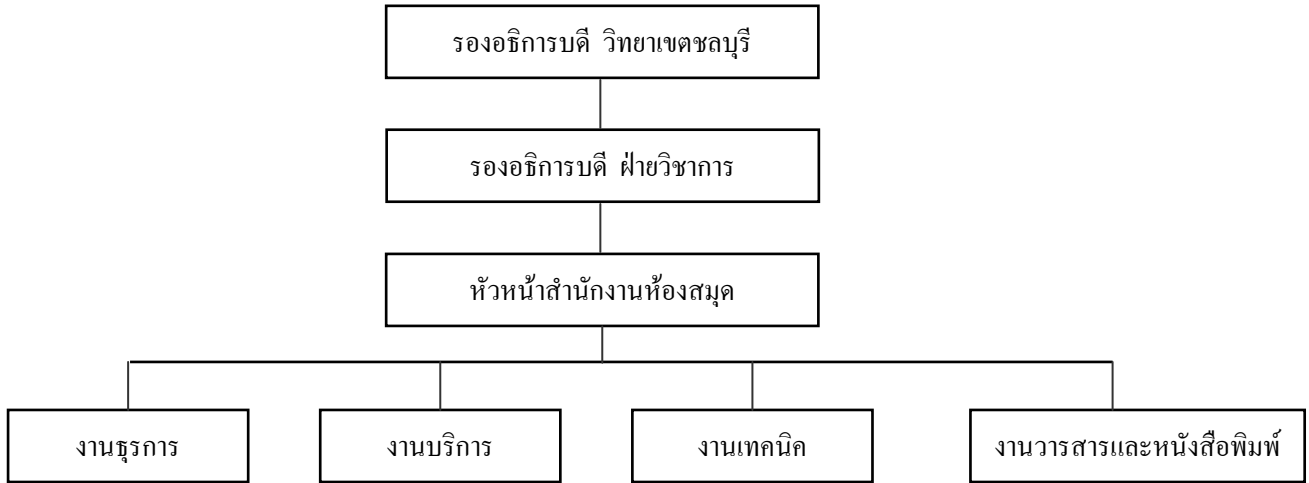 รองอธิการบดี วิทยาเขตชลบุรี
รองอธิการบดี ฝ่ายวิชาการ
หัวหน้าสำนักงานห้องสมุด
งานธุรการ
งานบริการ
งานเทคนิค
งานวารสารและหนังสือพิมพ์